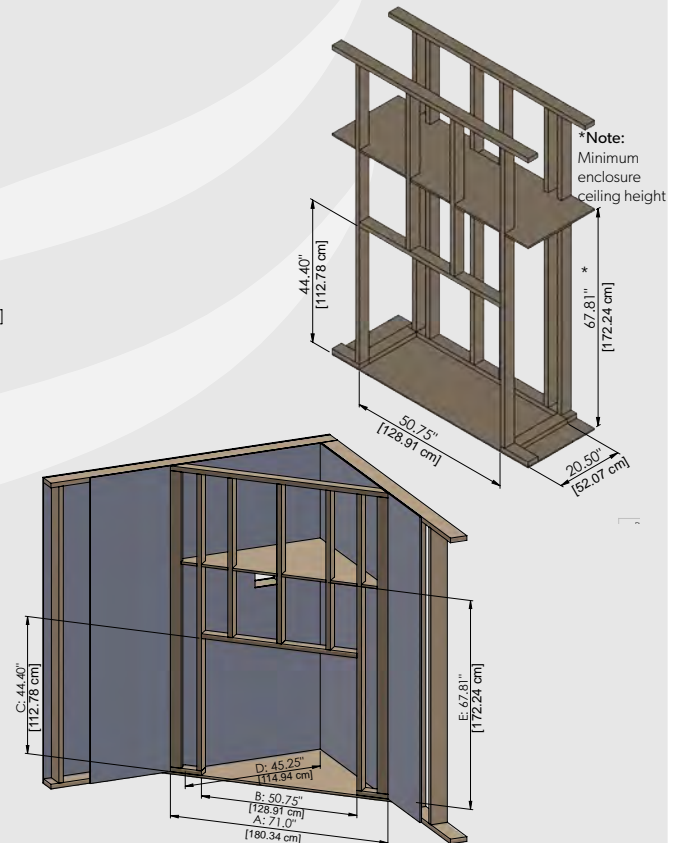 *Note:
Minimum
enclosure
ceiling height
44.40"
[112.78 cm]
67.81" *
[172.24 cm]
50.75"
[128.91 cm]
20.50"
[52.07 cm]
]
C: 44.40"
[112.78 cm]
E: 67.81"
[172.24 cm]
D: 45.25"
[114.94 cm]
B: 50.75"
[128.91 cm]
A: 71.0"
[180.34 cm]